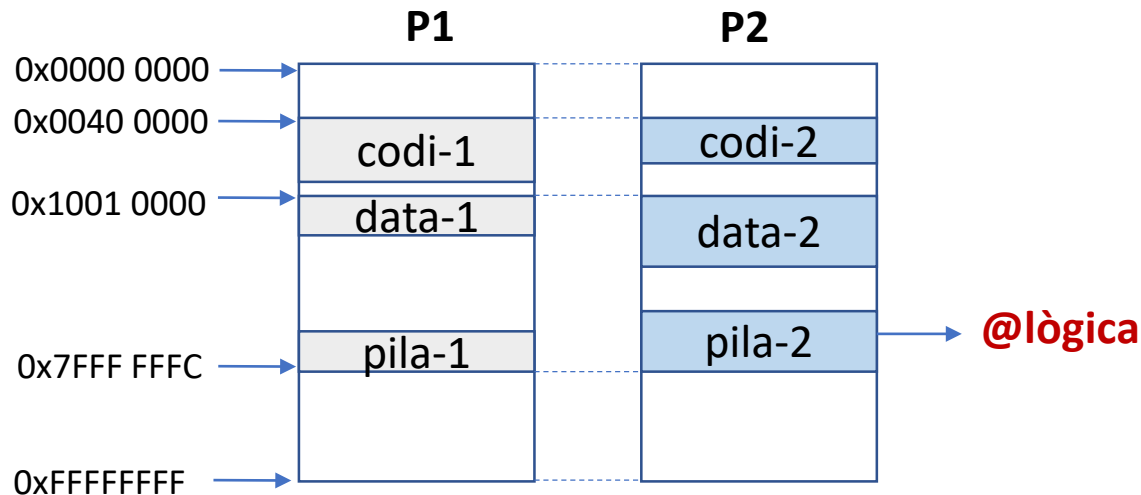 P1 P2
0x0000 0000
0x0040 0000
codi-1 codi-2
0x1001 0000
data-1 data-2
@lògica
pila-1 pila-2
0x7FFF FFFC
0xFFFFFFFF